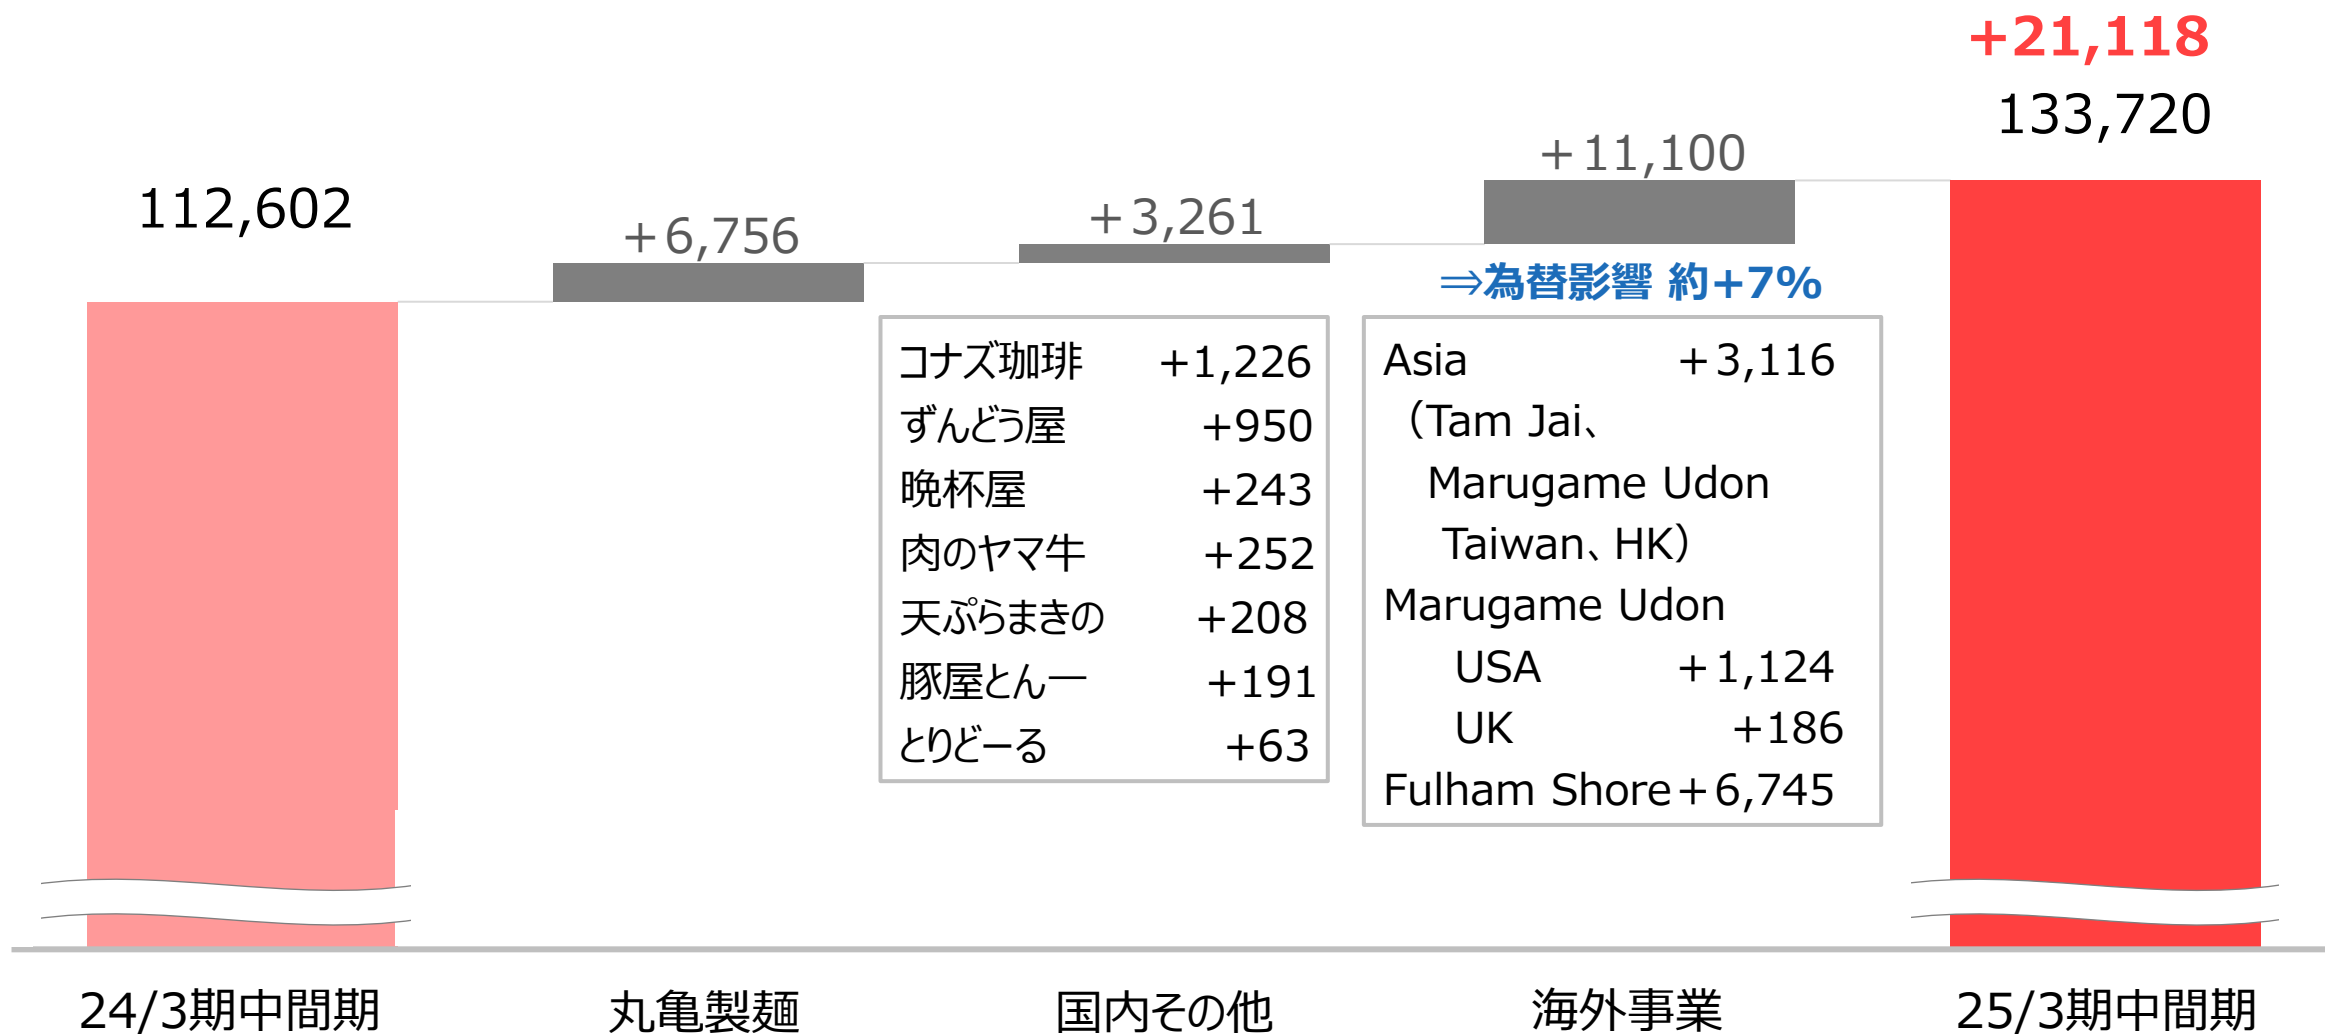 +21,118
133,720
112,602
+6,756
+3,261
+11,100
⇒為替影響 約+7%
コナズ珈琲 +1,226
ずんどう屋 +950
晩杯屋 +243
肉のヤマ牛 +252
天ぷらまきの +208
豚屋とん一 +191
とりどーる +63
Asia +3,116
（Tam Jai、
Marugame Udon
Taiwan、HK）
Marugame Udon
USA +1,124
UK +186
Fulham Shore+6,745
24/3期中間期
丸亀製麺
国内その他
海外事業
25/3期中間期